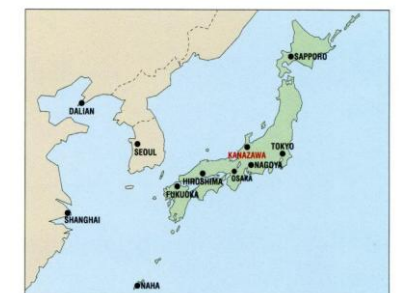 SAPPORO
DALIAN
SEOUL
TOKYO
KANAZAWA
NAGOYA
HIROSHIMA
OSAKA
FUKUOKA
SHANGHAI
NAHA